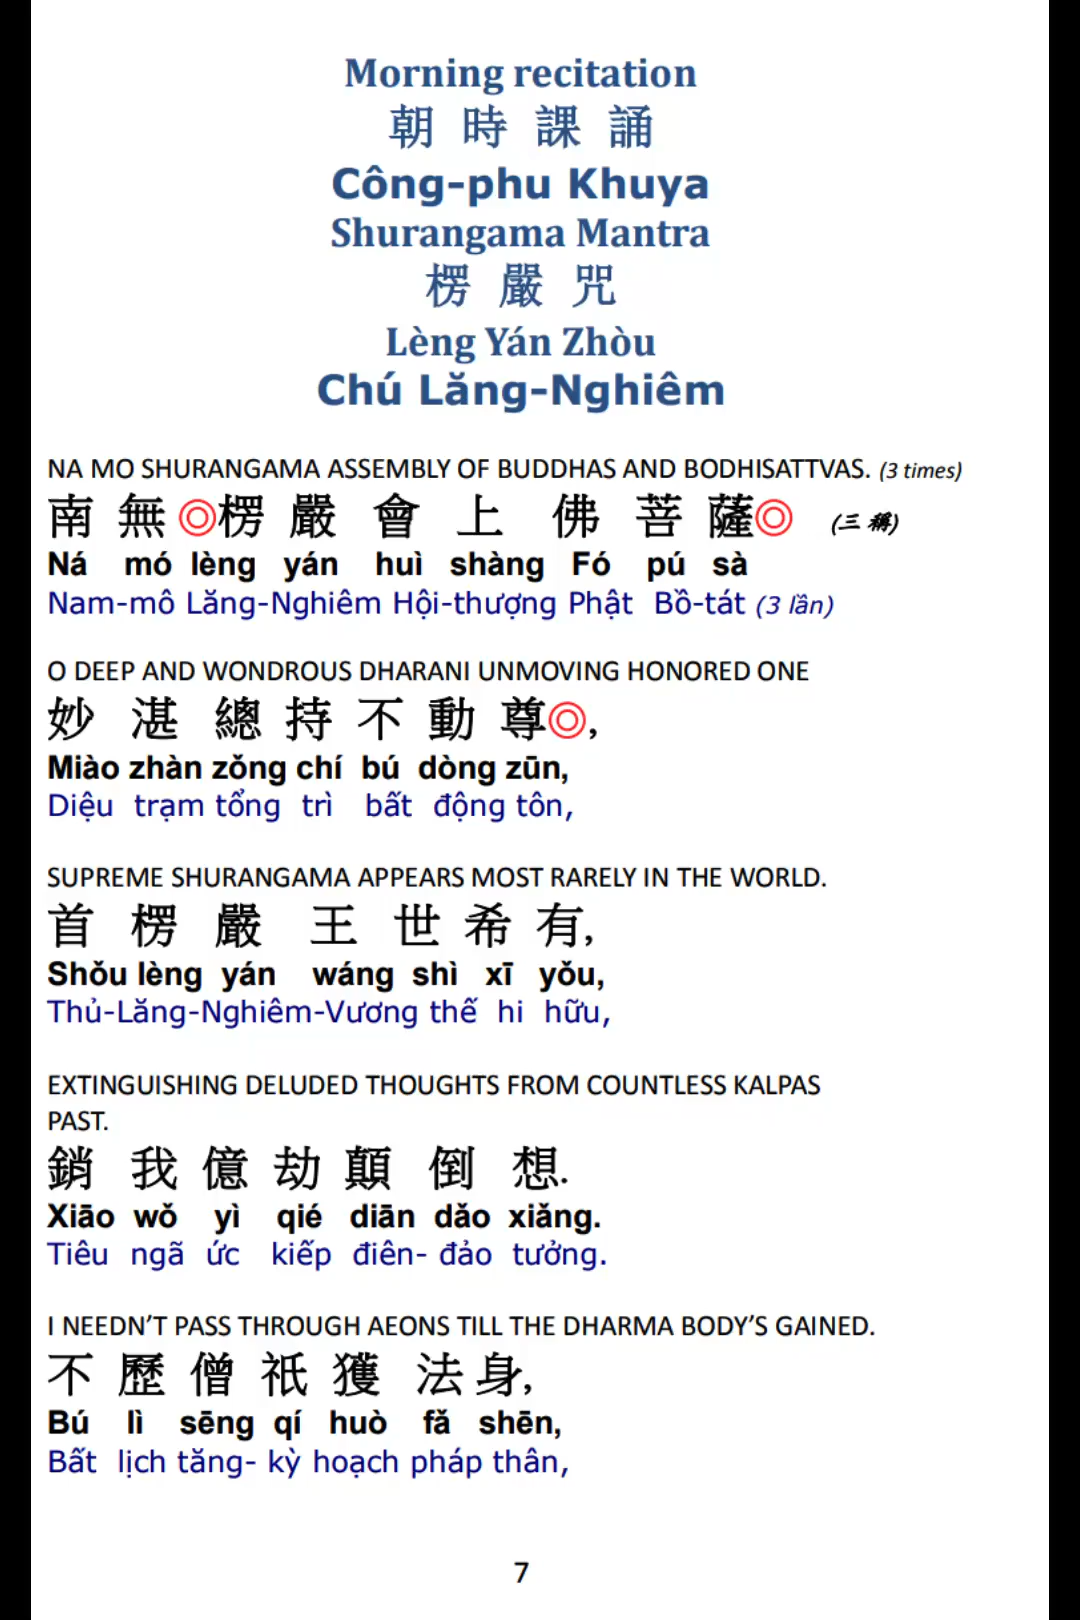 Morning recitation
朝 時 課 誦
Công-phu Khuya
Shurangama Mantra
楞 嚴 咒
Lèng Yán Zhòu
Chú Lăng-Nghiêm
NA MO SHURANGAMA ASSEMBLY OF BUDDHAS AND BODHISATTVAS. (3 times)
南 無 ◎楞 嚴 會 上 佛 菩 薩◎ (三 稱)
Ná mó lèng yán huì shàng Fó pú sà
Nam-mô Lăng-Nghiêm Hội-thượng Phật Bồ-tát (3 lần)
O DEEP AND WONDROUS DHARANI UNMOVING HONORED ONE
妙 湛 總 持 不 動 尊◎,
Miào zhàn zǒng chí bú dòng zūn,
Diệu trạm tổng trì bất động tôn,
SUPREME SHURANGAMA APPEARS MOST RARELY IN THE WORLD.
首 楞 嚴 王 世 希 有,
Shǒu lèng yán wáng shì xī yǒu,
Thủ-Lăng-Nghiêm-Vương thế hi hữu,
EXTINGUISHING DELUDED THOUGHTS FROM COUNTLESS KALPAS
PAST.
銷 我 億 劫 顛 倒 想.
Xiāo wǒ yì qié diān dǎo xiǎng.
Tiêu ngã ức kiếp điên- đảo tưởng.
I NEEDN'T PASS THROUGH AEONS TILL THE DHARMA BODY'S GAINED.
不 歷 僧 祇 獲 法 身,
Bú lì sēng qí huò fǎ shēn,
Bất lịch tăng- kỳ hoạch pháp thân,
7